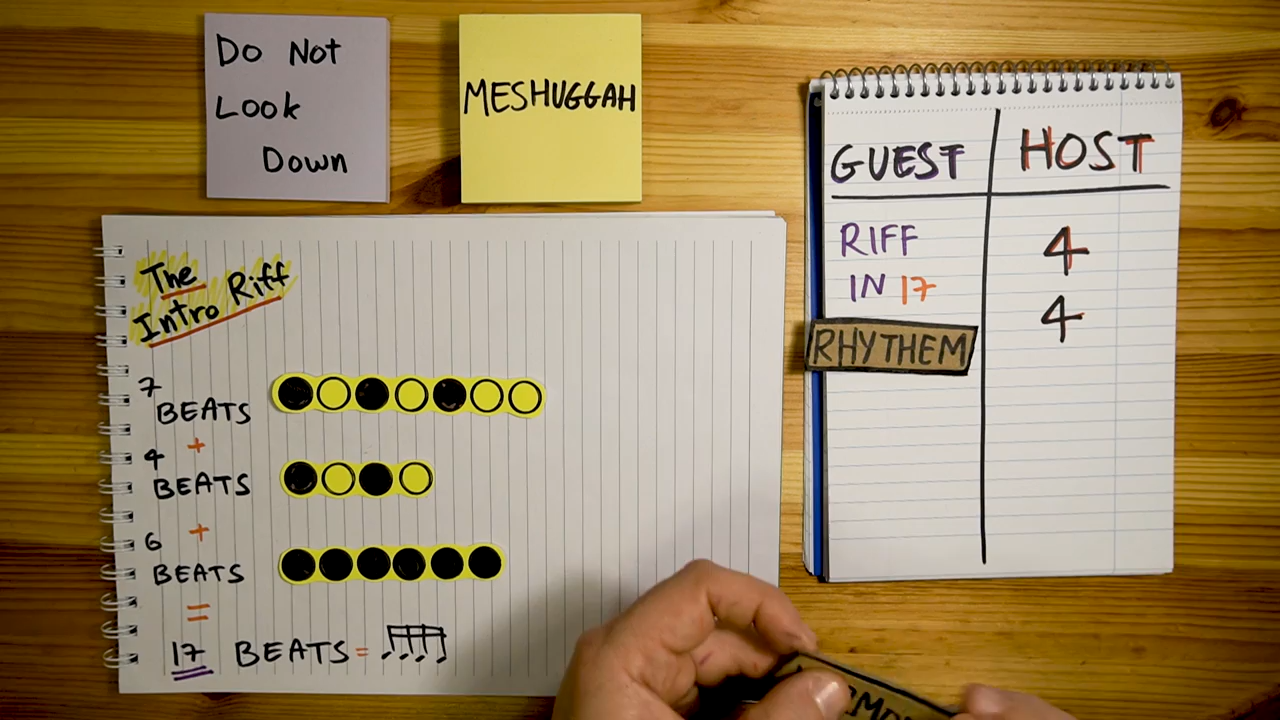 Do Not
Look
Down
MESHUGGAH
GUEST
HOST
RIFF
IN 17
4
4
RHYTHEM
The
Intro Riff
7
BEATS
+
4
BEATS
+
6
BEATS
=
17 BEATS =